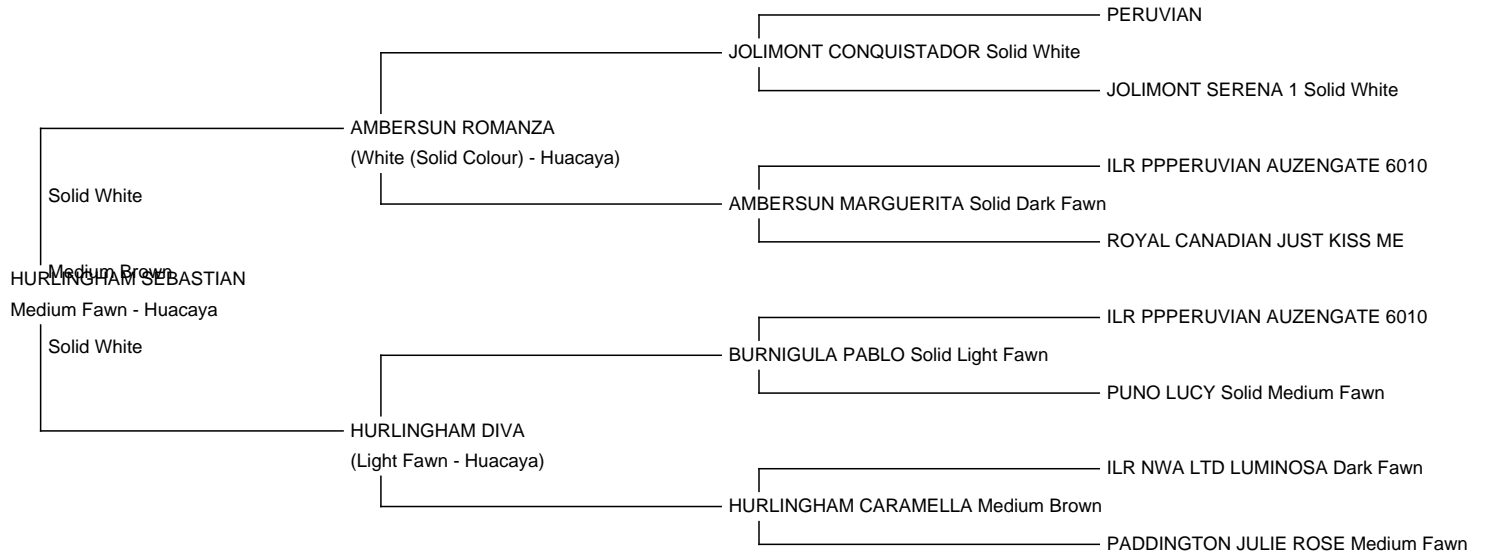 PERUVIAN
JOLIMONT CONQUISTADOR Solid White
JOLIMONT SERENA 1 Solid White
AMBERSUN ROMANZA
(White (Solid Colour) - Huacaya)
ILR PPPERUVIAN AUZENGATE 6010
Solid White
AMBERSUN MARGUERITA Solid Dark Fawn
ROYAL CANADIAN JUST KISS ME
Medium Brown
HURLINGHAM SEBASTIAN
Medium Fawn - Huacaya
ILR PPPERUVIAN AUZENGATE 6010
Solid White
BURNIGULA PABLO Solid Light Fawn
PUNO LUCY Solid Medium Fawn
HURLINGHAM DIVA
(Light Fawn - Huacaya)
ILR NWA LTD LUMINOSA Dark Fawn
HURLINGHAM CARAMELLA Medium Brown
PADDINGTON JULIE ROSE Medium Fawn